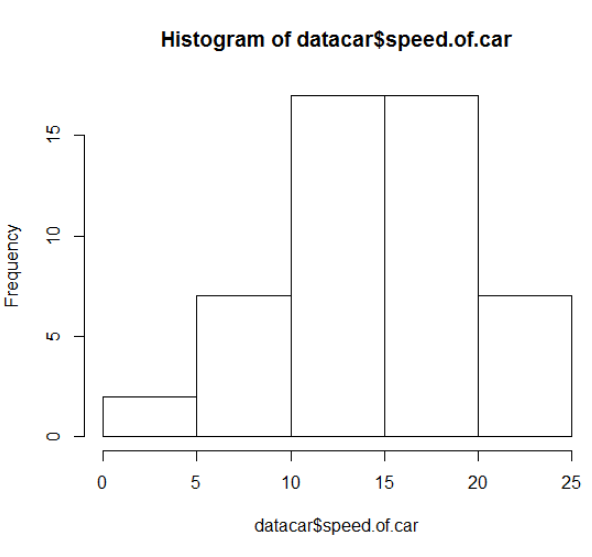 Histogram of datacar$speed.of.car
Frequency
15
10
5
0
0 5 10 15 20 25
datacar$speed.of.car